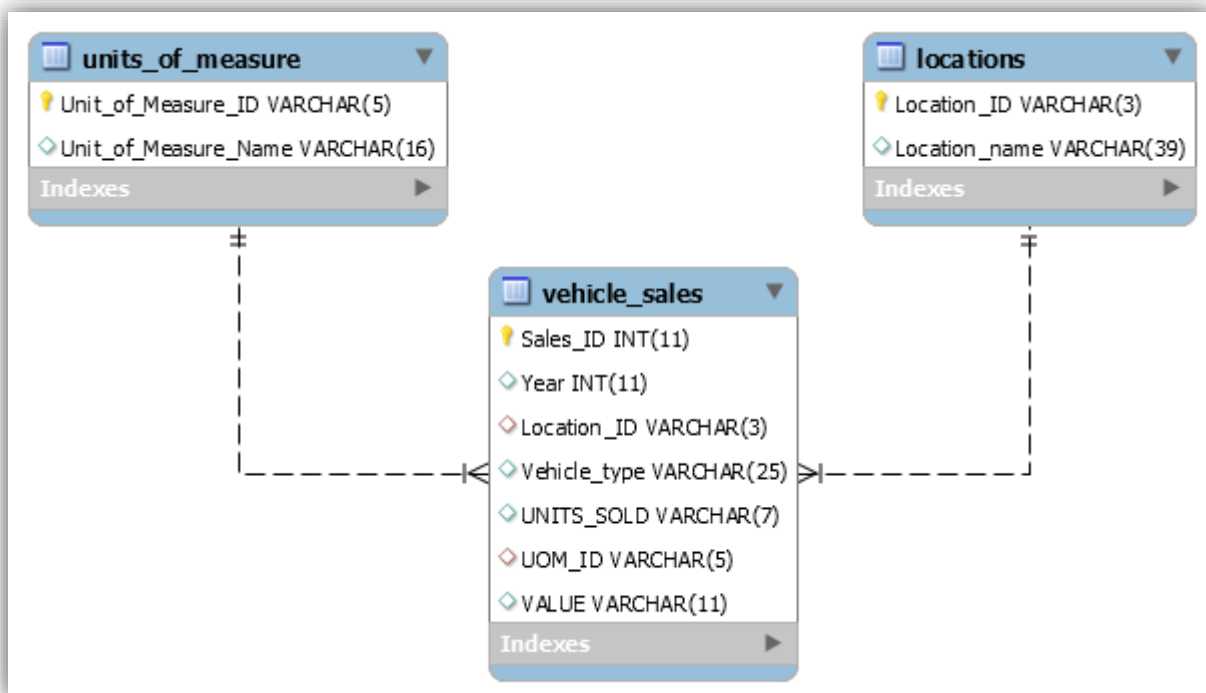 units_of_measure
Unit_of_Measure_ID VARCHAR(5)
Unit_of_Measure_Name VARCHAR(16)
Indexes
locations
Location_ID VARCHAR(3)
Location_name VARCHAR(39)
Indexes
vehicle_sales
Sales_ID INT(11)
Year INT(11)
Location_ID VARCHAR(3)
Vehicle_type VARCHAR(25)
UNITS_SOLD VARCHAR(7)
UOM_ID VARCHAR(5)
VALUE VARCHAR(11)
Indexes